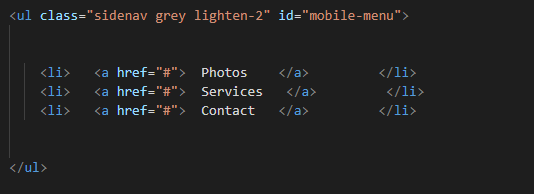 <ul class="sidenav grey lighten-2" id="mobile-menu">
<li>   <a href="#">  Photos    </a>         </li>
<li>   <a href="#">  Services   </a>         </li>
<li>   <a href="#">  Contact   </a>         </li>
</ul>